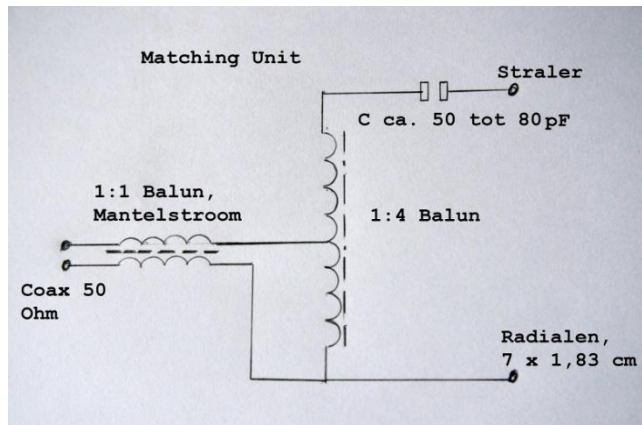 Matching Unit
Straler
C ca. 50 tot 80pF
1:1 Balun,
Mantelstroom
1:4 Balun
Coax 50
Ohm
Radialen,
7 x 1,83 cm